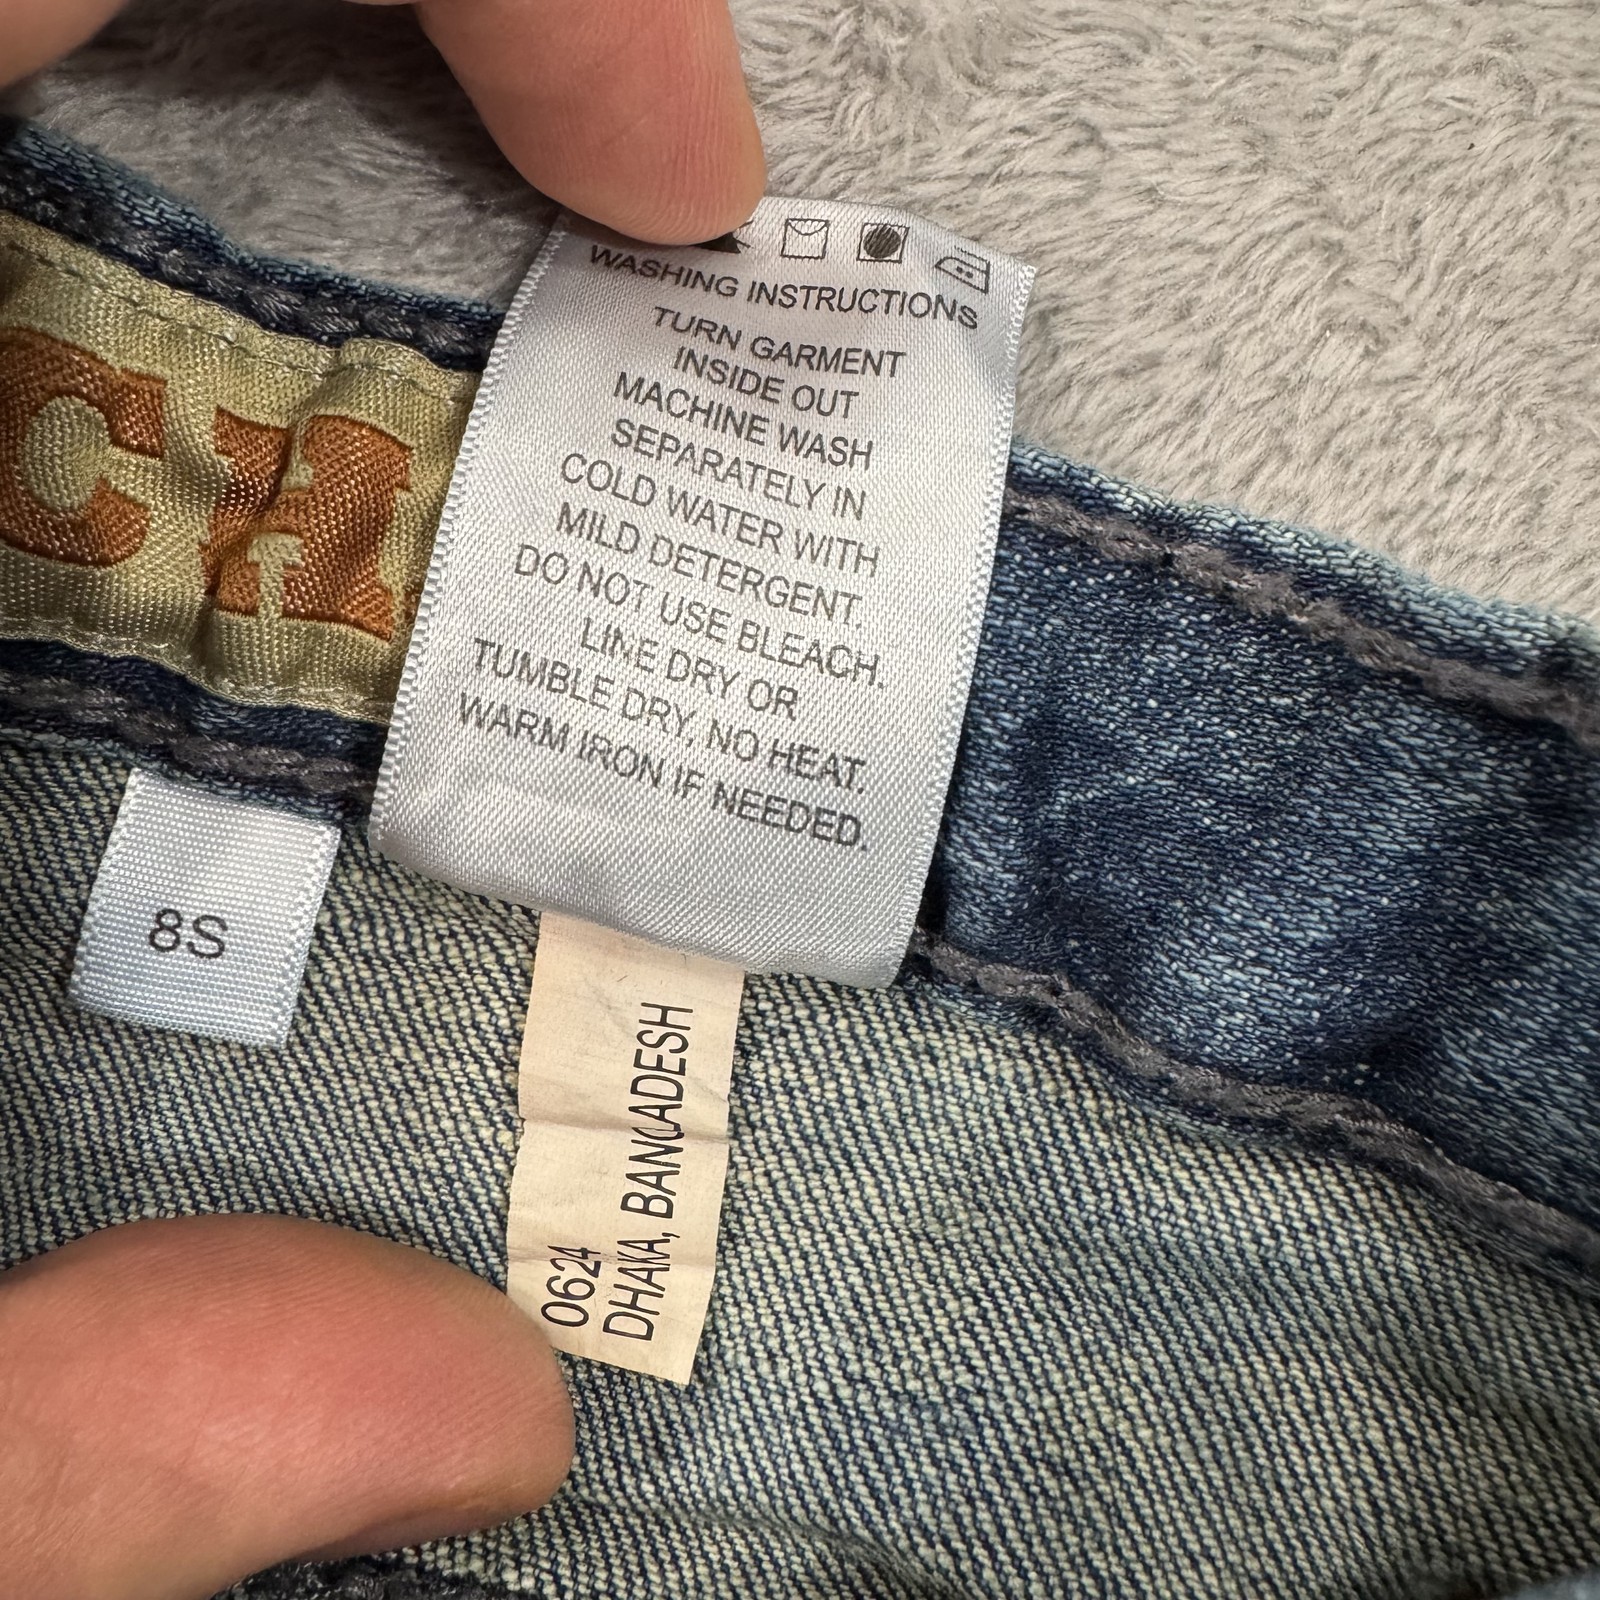 WASHING INSTRUCTIONS
TURN GARMENT
INSIDE OUT
MACHINE WASH
SEPARATELY IN
COLD WATER WITH
MILD DETERGENT.
DO NOT USE BLEACH.
LINE DRY OR
TUMBLE DRY, NO HEAT.
WARM IRON IF NEEDED.
8S
0624
DHAKA, BANGADESH